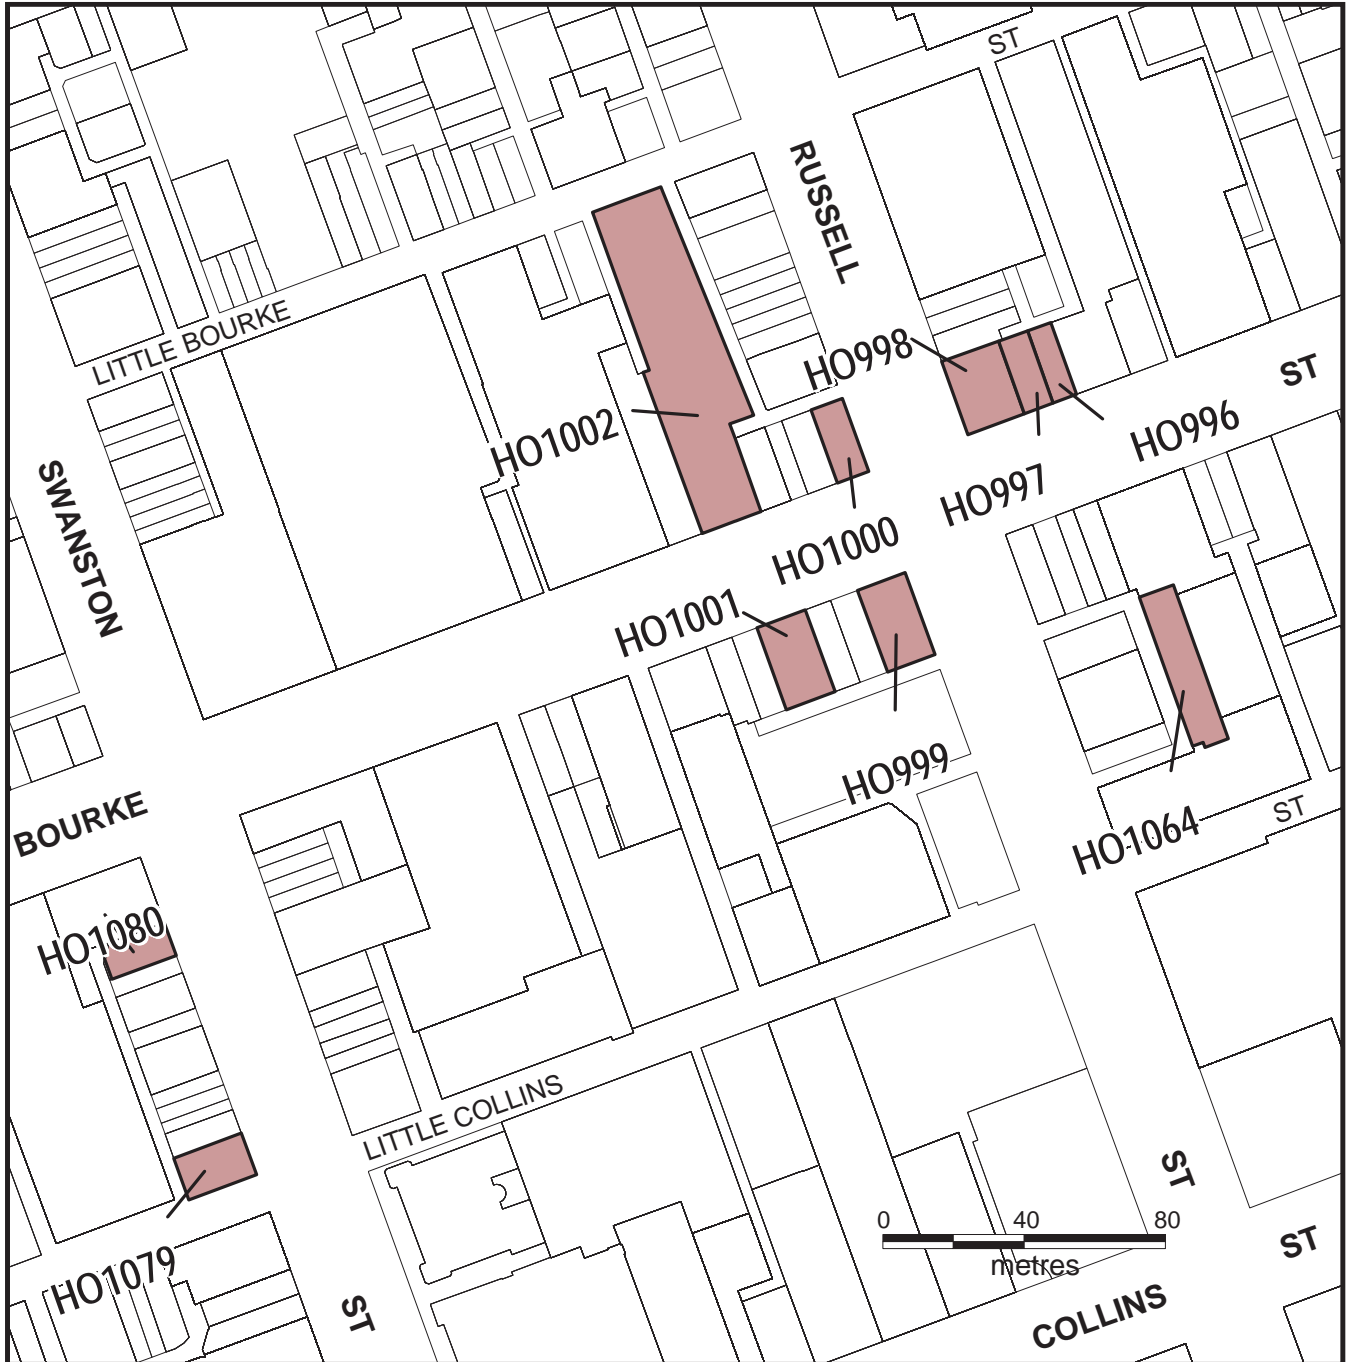 ST
RUSSELL
LITTLE BOURKE
HO998
ST
HO1002
HO996
SWANSTON
HO997
HO1000
HO1001
HO999
BOURKE
ST
HO1064
HO1080
LITTLE COLLINS
ST
0 40 80
metres
ST
HO1079
COLLINS
ST